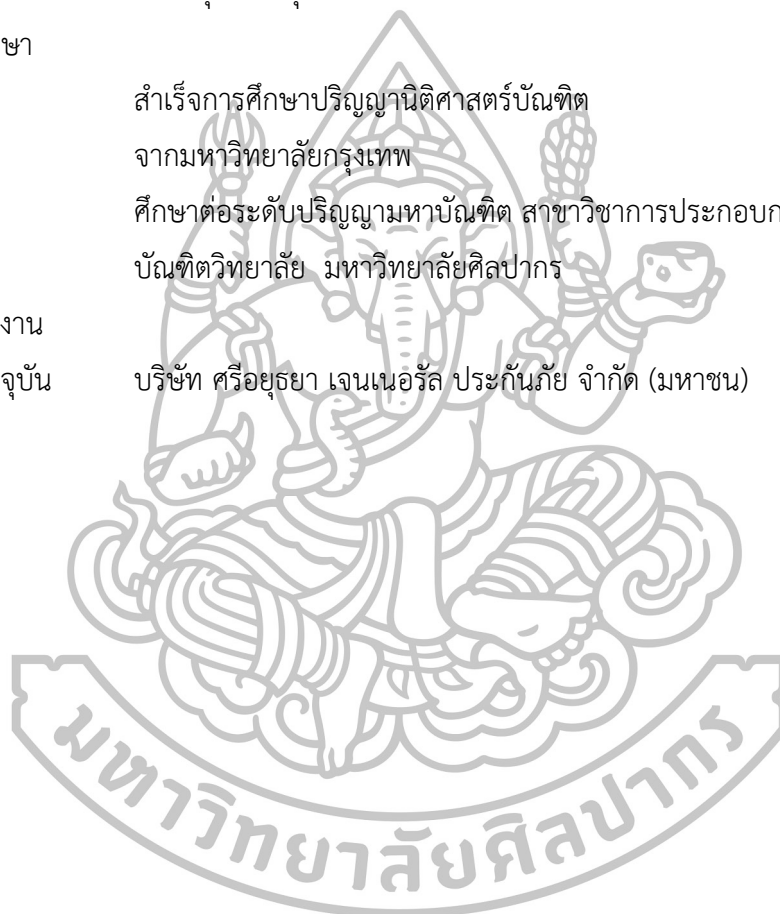 ษา
สำเร็จการศึกษาปริญญานิติศาสตร์บัณฑิต
จากมหาวิทยาลัยกรุงเทพ
ศึกษาต่อระดับปริญญามหาบัณฑิต สาขาวิชาการประกอบก
บัณฑิตวิทยาลัย มหาวิทยาลัยศิลปากร
งาน
จุบัน บริษัท ศรีอยุธยา เจนเนอรัล ประกันภัย จำกัด (มหาชน)
มหาวิทยาลัยศิลปากร